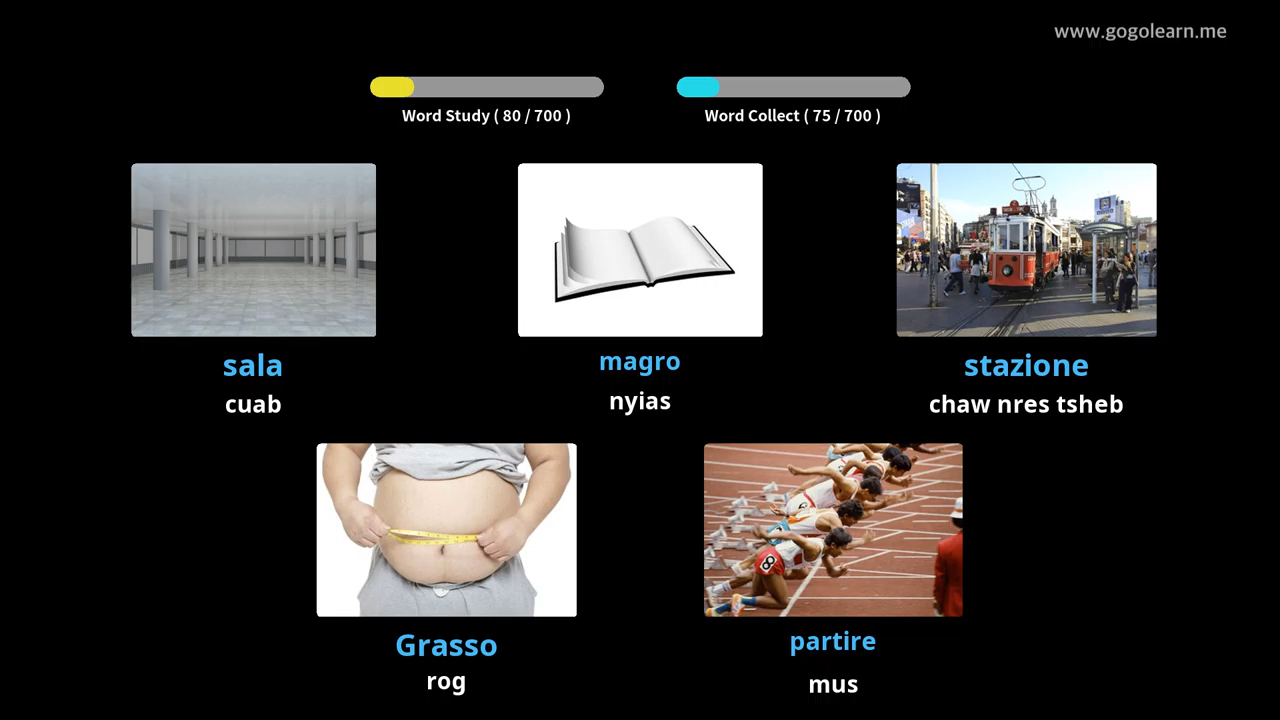 www.gogolearn.me
Word Study ( 80 / 700 )
Word Collect ( 75 / 700 )
sala
cuab
magro
nyias
stazione
chaw nres tsheb
Grasso
rog
partire
mus